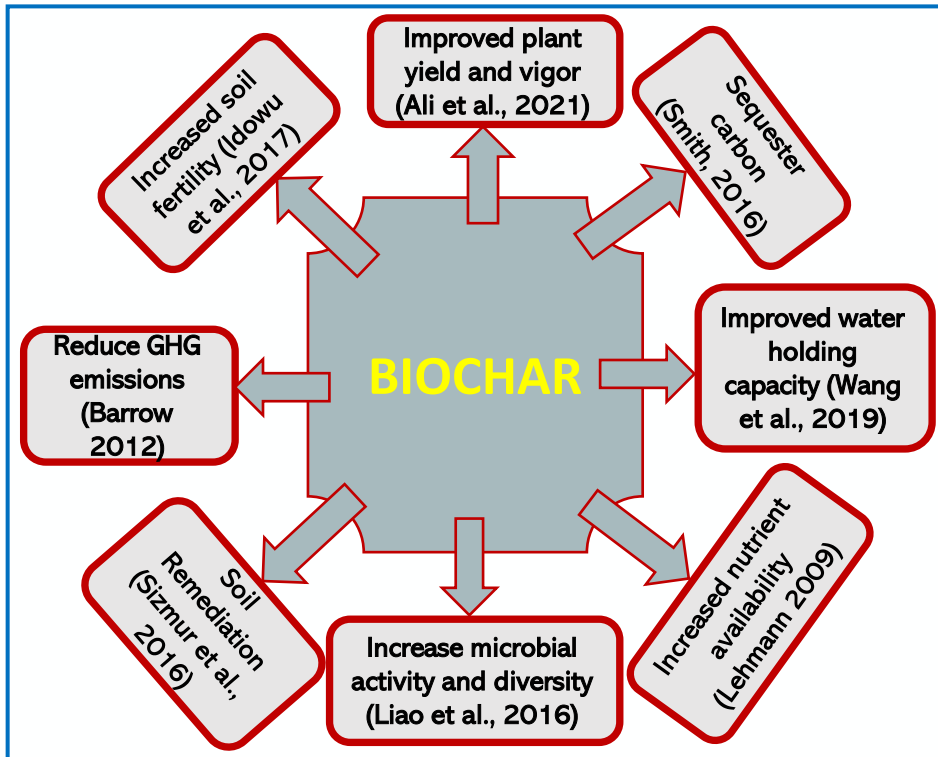 Improved plant
yield and vigor
(Ali et al., 2021)
Increased soil
fertility (Idowu
et al., 2017)
Sequester
carbon
(Smith, 2016)
Reduce GHG
emissions
(Barrow
2012)
BIOCHAR
Improved water
holding
capacity (Wang
et al., 2019)
Soil
Remediation
(Sizmur et al.,
2016)
Increase microbial
activity and diversity
(Liao et al., 2016)
Increased nutrient
availability
(Lehmann 2009)